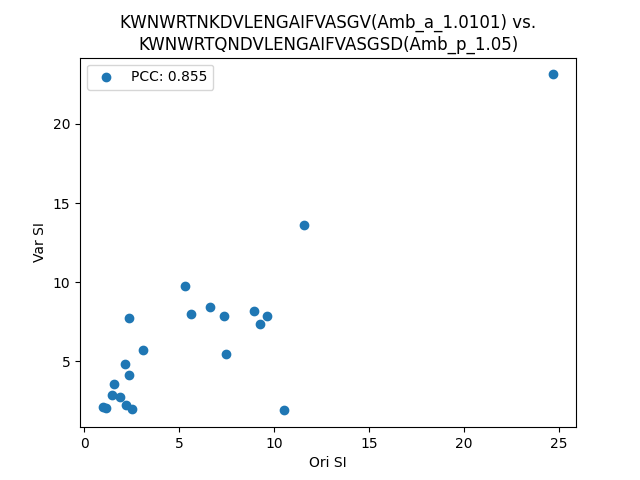 KWNWRTNKDVLENGAIFVASGV(Amb_a_1.0101) vs.
KWNWRTQNDVLENGAIFVASGSD(Amb_p_1.05)
PCC: 0.855
20
15
10
5
Var SI
0 5 10 15 20 25
Ori SI